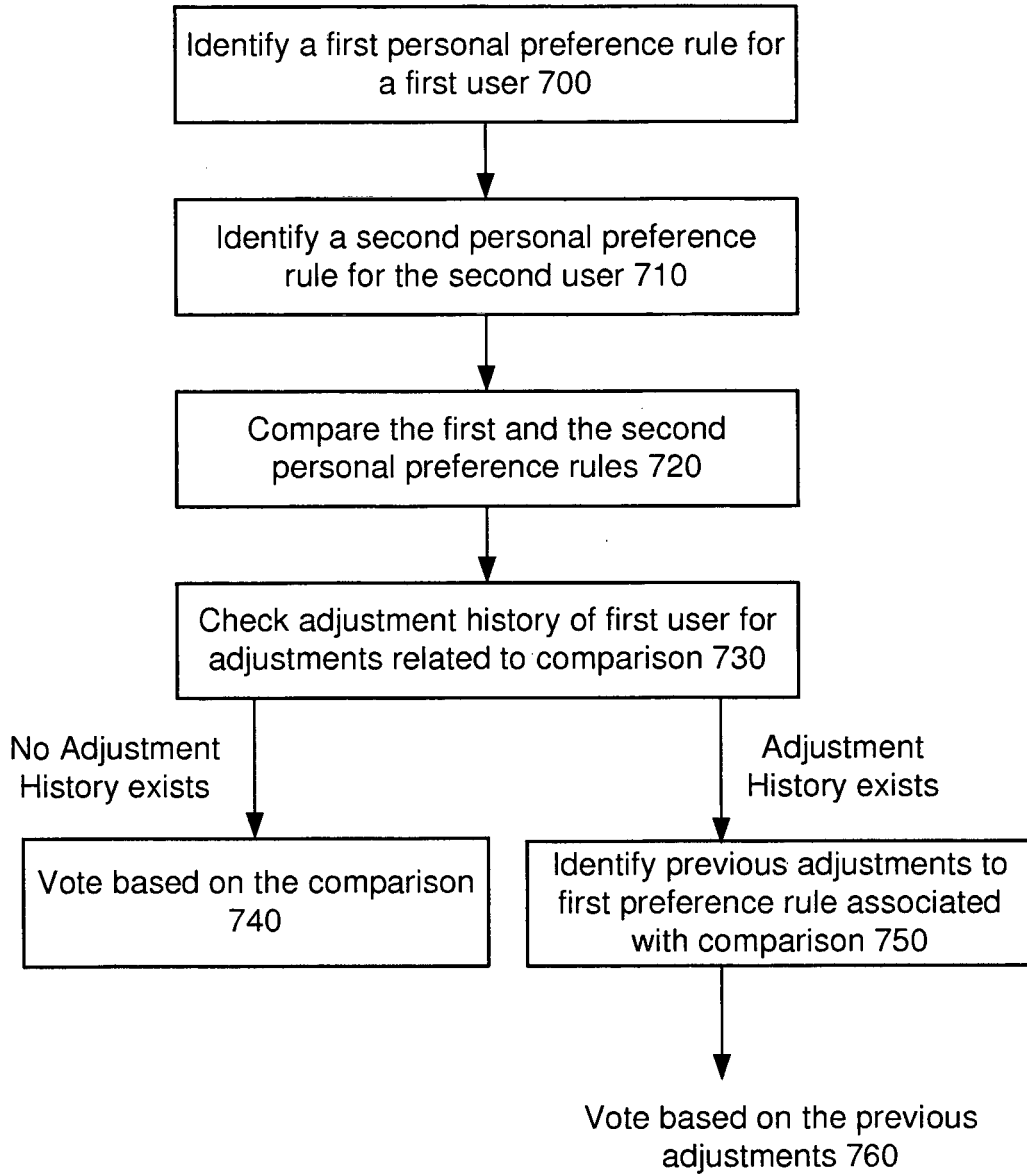 Identify a first personal preference rule for
a first user 700
Identify a second personal preference
rule for the second user 710
Compare the first and the second
personal preference rules 720
Check adjustment history of first user for
adjustments related to comparison 730
No Adjustment
History exists
Adjustment
History exists
Vote based on the comparison
740
Identify previous adjustments to
first preference rule associated
with comparison 750
Vote based on the previous
adjustments 760